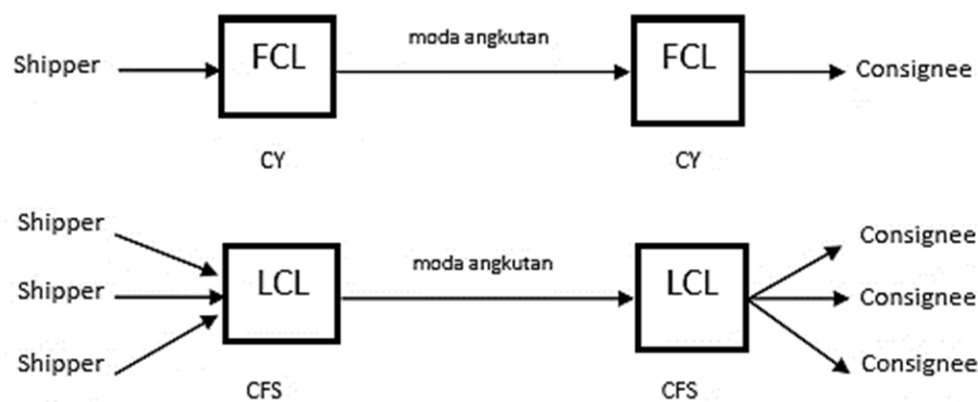 Shipper
FCL
moda angkutan
FCL
Consignee
CY
CY
Shipper
Shipper
Shipper
LCL
moda angkutan
LCL
Consignee
Consignee
Consignee
CFS
CFS